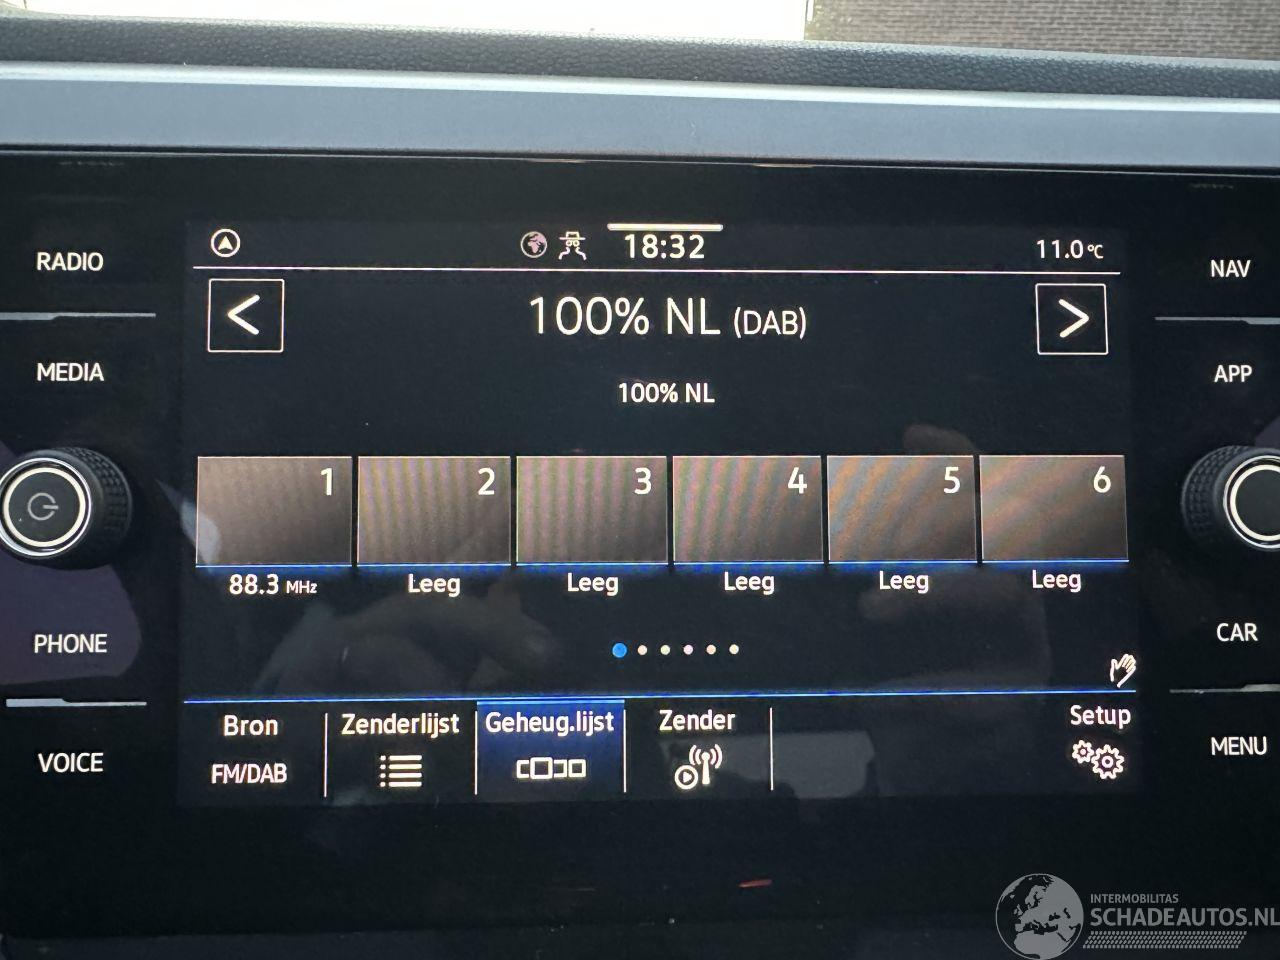 18:32
11.0°C
RADIO
NAV
< 100% NL (DAB) >
MEDIA
APP
100% NL
1 2 3 4 5 6
88.3 MHz Leeg Leeg Leeg Leeg Leeg
PHONE
CAR
Bron Zenderlijst Geheug.lijst Zender Setup
FM/DAB
VOICE
MENU
INTERMOBILITAS
SCHADEAUTOS.NL